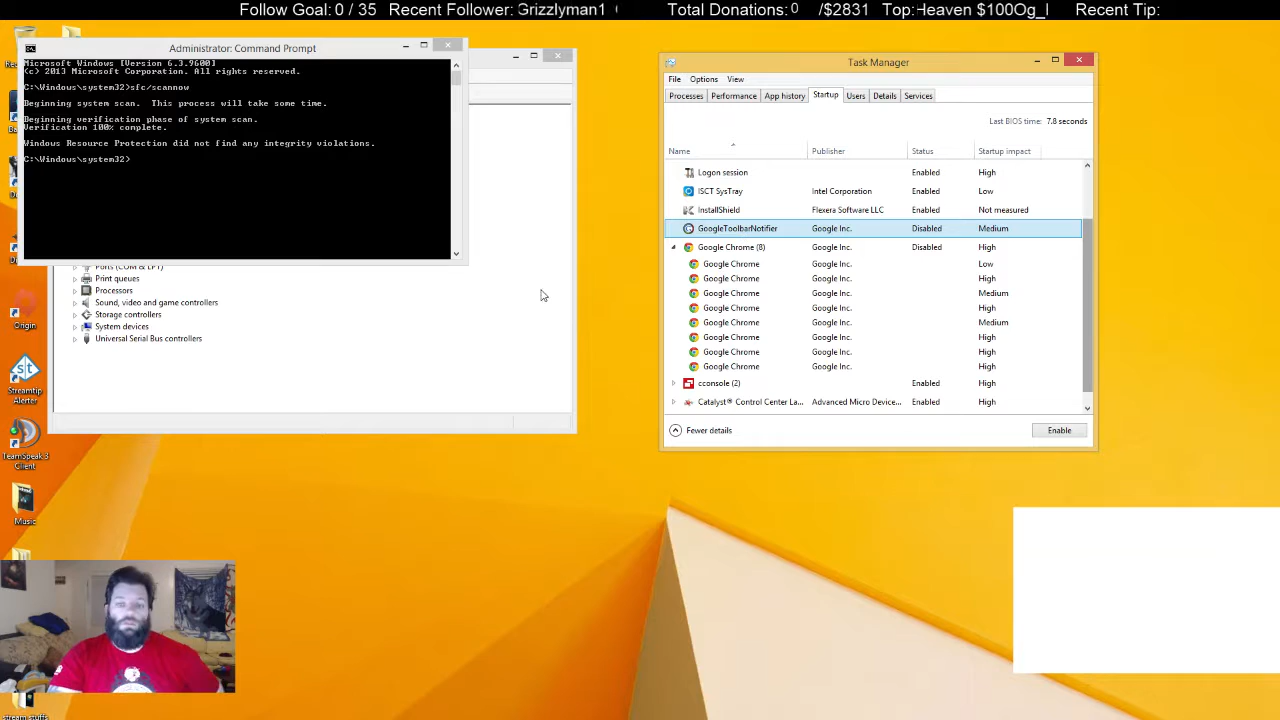 Follow Goal: 0 / 35 Recent Follower: Grizzlyman1 Total Donations: 0 /$2831 Top: Heaven $100Og_ Recent Tip:
Administrator: Command Prompt
Microsoft Windows [Version 6.3.9600]
(c) 2013 Microsoft Corporation. All rights reserved.
C:\Windows\system32>sfc/scannow
Beginning system scan. This process will take some time.
Beginning verification phase of system scan.
Verification 100% complete.
Windows Resource Protection did not find any integrity violations.
C:\Windows\system32>
Ports (COM & LPT)
Print queues
Processors
Sound, video and game controllers
Storage controllers
System devices
Universal Serial Bus controllers
Origin
Streamtip
Alerter
TeamSpeak 3
Client
Music
stream stuffs
Task Manager
File Options View
Processes Performance App history Startup Users Details Services
Last BIOS time: 7.8 seconds
Name Publisher Status Startup impact
Logon session Enabled High
ISCT SysTray Intel Corporation Enabled Low
InstallShield Flexera Software LLC Enabled Not measured
GoogleToolbarNotifier Google Inc. Disabled Medium
Google Chrome (8) Google Inc. Disabled High
Google Chrome Google Inc. Low
Google Chrome Google Inc. High
Google Chrome Google Inc. Medium
Google Chrome Google Inc. High
Google Chrome Google Inc. Medium
Google Chrome Google Inc. High
Google Chrome Google Inc. High
Google Chrome Google Inc. High
cconsole (2) Enabled High
Catalyst® Control Center La... Advanced Micro Device... Enabled High
Fewer details Enable